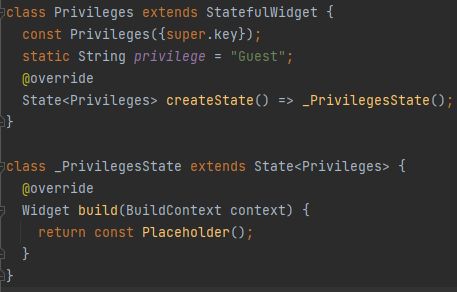 class Privileges extends StatefulWidget {
  const Privileges({super.key});
  static String privilege = "Guest";
  @override
  State<Privileges> createState() => _PrivilegesState();
}

class _PrivilegesState extends State<Privileges> {
  @override
  Widget build(BuildContext context) {
    return const Placeholder();
  }
}